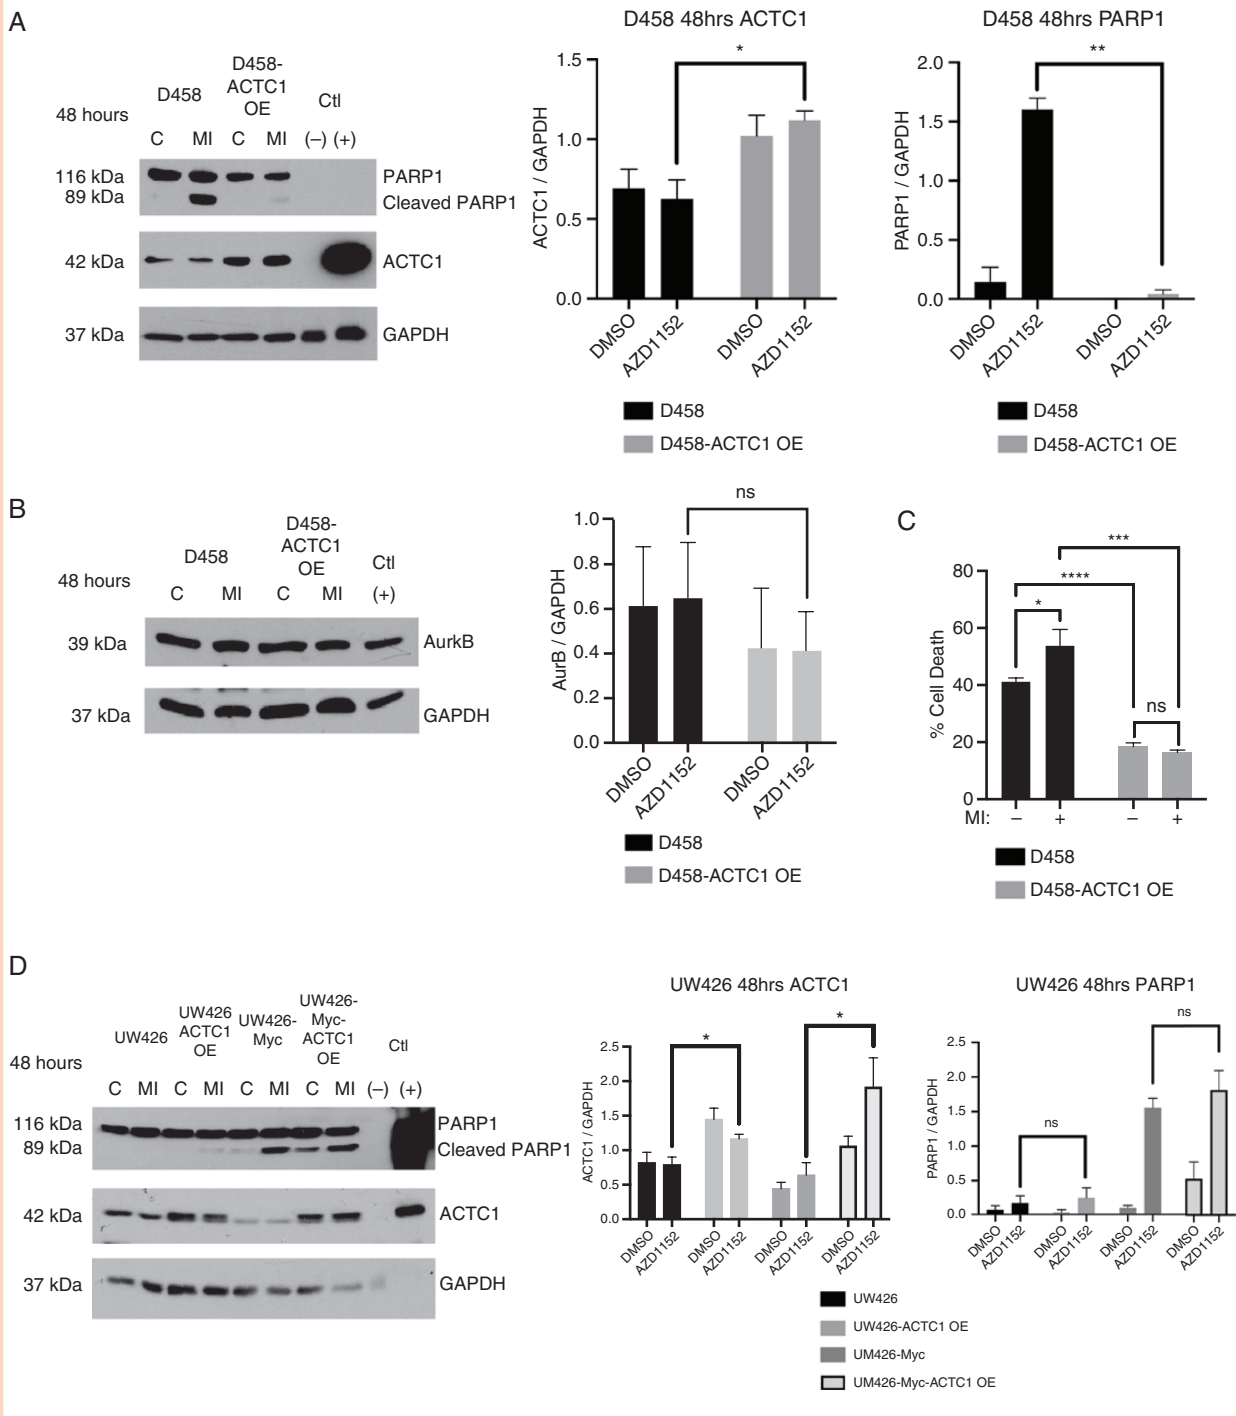 A
48 hours
D458
D458-
ACTC1
OE
Ctl
C MI C MI (–) (+)
116 kDa
PARP1
89 kDa
Cleaved PARP1
42 kDa
ACTC1
37 kDa
GAPDH
D458 48hrs ACTC1
*
ACTC1 / GAPDH
1.5
1.0
0.5
0.0
DMSO
AZD1152
DMSO
AZD1152
D458
D458-ACTC1 OE
D458 48hrs PARP1
**
PARP1 / GAPDH
2.0
1.5
1.0
0.5
0.0
DMSO
AZD1152
DMSO
AZD1152
D458
D458-ACTC1 OE
B
48 hours
D458
D458-
ACTC1
OE
Ctl
C MI C MI (+)
39 kDa
AurkB
37 kDa
GAPDH
ns
AurB / GAPDH
1.0
0.8
0.6
0.4
0.2
0.0
DMSO
AZD1152
DMSO
AZD1152
D458
D458-ACTC1 OE
C
***
****
*
ns
% Cell Death
80
60
40
20
0
MI: – + – +
D458
D458-ACTC1 OE
D
48 hours
UW426
UW426
ACTC1
OE
UW426-
Myc
UW426-
Myc-
ACTC1
OE
Ctl
C MI C MI C MI C MI (–) (+)
116 kDa
PARP1
89 kDa
Cleaved PARP1
42 kDa
ACTC1
37 kDa
GAPDH
UW426 48hrs ACTC1
*
*
ACTC1 / GAPDH
2.5
2.0
1.5
1.0
0.5
0.0
DMSO
AZD1152
DMSO
AZD1152
DMSO
AZD1152
DMSO
AZD1152
UW426 48hrs PARP1
ns
ns
PARP1 / GAPDH
2.5
2.0
1.5
1.0
0.5
0.0
DMSO
AZD1152
DMSO
AZD1152
DMSO
AZD1152
DMSO
AZD1152
UW426
UW426-ACTC1 OE
UM426-Myc
UM426-Myc-ACTC1 OE